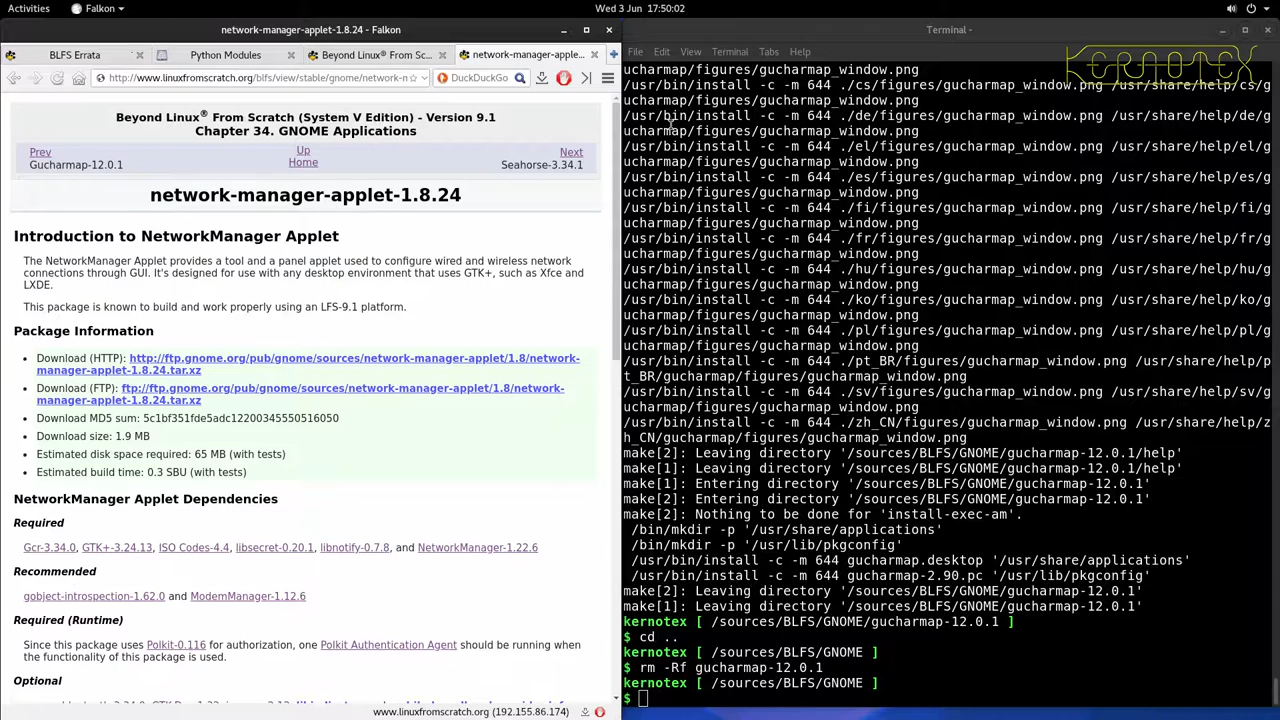 Activities Falkon Wed 3 Jun 17:50:02
network-manager-applet-1.8.24 - Falkon
BLFS Errata Python Modules Beyond Linux® From Sc... network-manager-apple...
http://www.linuxfromscratch.org/blfs/view/stable/gnome/network-m DuckDuckGo
Beyond Linux® From Scratch (System V Edition) - Version 9.1
Chapter 34. GNOME Applications
Prev Up Next
Gucharmap-12.0.1 Home Seahorse-3.34.1
network-manager-applet-1.8.24
Introduction to NetworkManager Applet
The NetworkManager Applet provides a tool and a panel applet used to configure wired and wireless network
connections through GUI. It's designed for use with any desktop environment that uses GTK+, such as Xfce and
LXDE.
This package is known to build and work properly using an LFS-9.1 platform.
Package Information
• Download (HTTP): http://ftp.gnome.org/pub/gnome/sources/network-manager-applet/1.8/network-
manager-applet-1.8.24.tar.xz
• Download (FTP): ftp://ftp.gnome.org/pub/gnome/sources/network-manager-applet/1.8/network-
manager-applet-1.8.24.tar.xz
• Download MD5 sum: 5c1bf351fde5adc12200345550516050
• Download size: 1.9 MB
• Estimated disk space required: 65 MB (with tests)
• Estimated build time: 0.3 SBU (with tests)
NetworkManager Applet Dependencies
Required
Gcr-3.34.0, GTK+-3.24.13, ISO Codes-4.4, libsecret-0.20.1, libnotify-0.7.8, and NetworkManager-1.22.6
Recommended
gobject-introspection-1.62.0 and ModemManager-1.12.6
Required (Runtime)
Since this package uses Polkit-0.116 for authorization, one Polkit Authentication Agent should be running when
the functionality of this package is used.
Optional
www.linuxfromscratch.org (192.155.86.174)
Terminal -
File Edit View Terminal Tabs Help
KERNOTEX
ucharmap/figures/gucharmap_window.png
/usr/bin/install -c -m 644 ./cs/figures/gucharmap_window.png /usr/share/help/cs/g
ucharmap/figures/gucharmap_window.png
/usr/bin/install -c -m 644 ./de/figures/gucharmap_window.png /usr/share/help/de/g
ucharmap/figures/gucharmap_window.png
/usr/bin/install -c -m 644 ./el/figures/gucharmap_window.png /usr/share/help/el/g
ucharmap/figures/gucharmap_window.png
/usr/bin/install -c -m 644 ./es/figures/gucharmap_window.png /usr/share/help/es/g
ucharmap/figures/gucharmap_window.png
/usr/bin/install -c -m 644 ./fi/figures/gucharmap_window.png /usr/share/help/fi/g
ucharmap/figures/gucharmap_window.png
/usr/bin/install -c -m 644 ./fr/figures/gucharmap_window.png /usr/share/help/fr/g
ucharmap/figures/gucharmap_window.png
/usr/bin/install -c -m 644 ./hu/figures/gucharmap_window.png /usr/share/help/hu/g
ucharmap/figures/gucharmap_window.png
/usr/bin/install -c -m 644 ./ko/figures/gucharmap_window.png /usr/share/help/ko/g
ucharmap/figures/gucharmap_window.png
/usr/bin/install -c -m 644 ./pl/figures/gucharmap_window.png /usr/share/help/pl/g
ucharmap/figures/gucharmap_window.png
/usr/bin/install -c -m 644 ./pt_BR/figures/gucharmap_window.png /usr/share/help/p
t_BR/gucharmap/figures/gucharmap_window.png
/usr/bin/install -c -m 644 ./sv/figures/gucharmap_window.png /usr/share/help/sv/g
ucharmap/figures/gucharmap_window.png
/usr/bin/install -c -m 644 ./zh_CN/figures/gucharmap_window.png /usr/share/help/z
h_CN/gucharmap/figures/gucharmap_window.png
make[2]: Leaving directory '/sources/BLFS/GNOME/gucharmap-12.0.1/help'
make[1]: Leaving directory '/sources/BLFS/GNOME/gucharmap-12.0.1/help'
make[1]: Entering directory '/sources/BLFS/GNOME/gucharmap-12.0.1'
make[2]: Entering directory '/sources/BLFS/GNOME/gucharmap-12.0.1'
make[2]: Nothing to be done for 'install-exec-am'.
/bin/mkdir -p '/usr/share/applications'
/bin/mkdir -p '/usr/lib/pkgconfig'
/usr/bin/install -c -m 644 gucharmap.desktop '/usr/share/applications'
/usr/bin/install -c -m 644 gucharmap-2.90.pc '/usr/lib/pkgconfig'
make[2]: Leaving directory '/sources/BLFS/GNOME/gucharmap-12.0.1'
make[1]: Leaving directory '/sources/BLFS/GNOME/gucharmap-12.0.1'
kernotex [ /sources/BLFS/GNOME/gucharmap-12.0.1 ]
$ cd ..
kernotex [ /sources/BLFS/GNOME ]
$ rm -Rf gucharmap-12.0.1
kernotex [ /sources/BLFS/GNOME ]
$